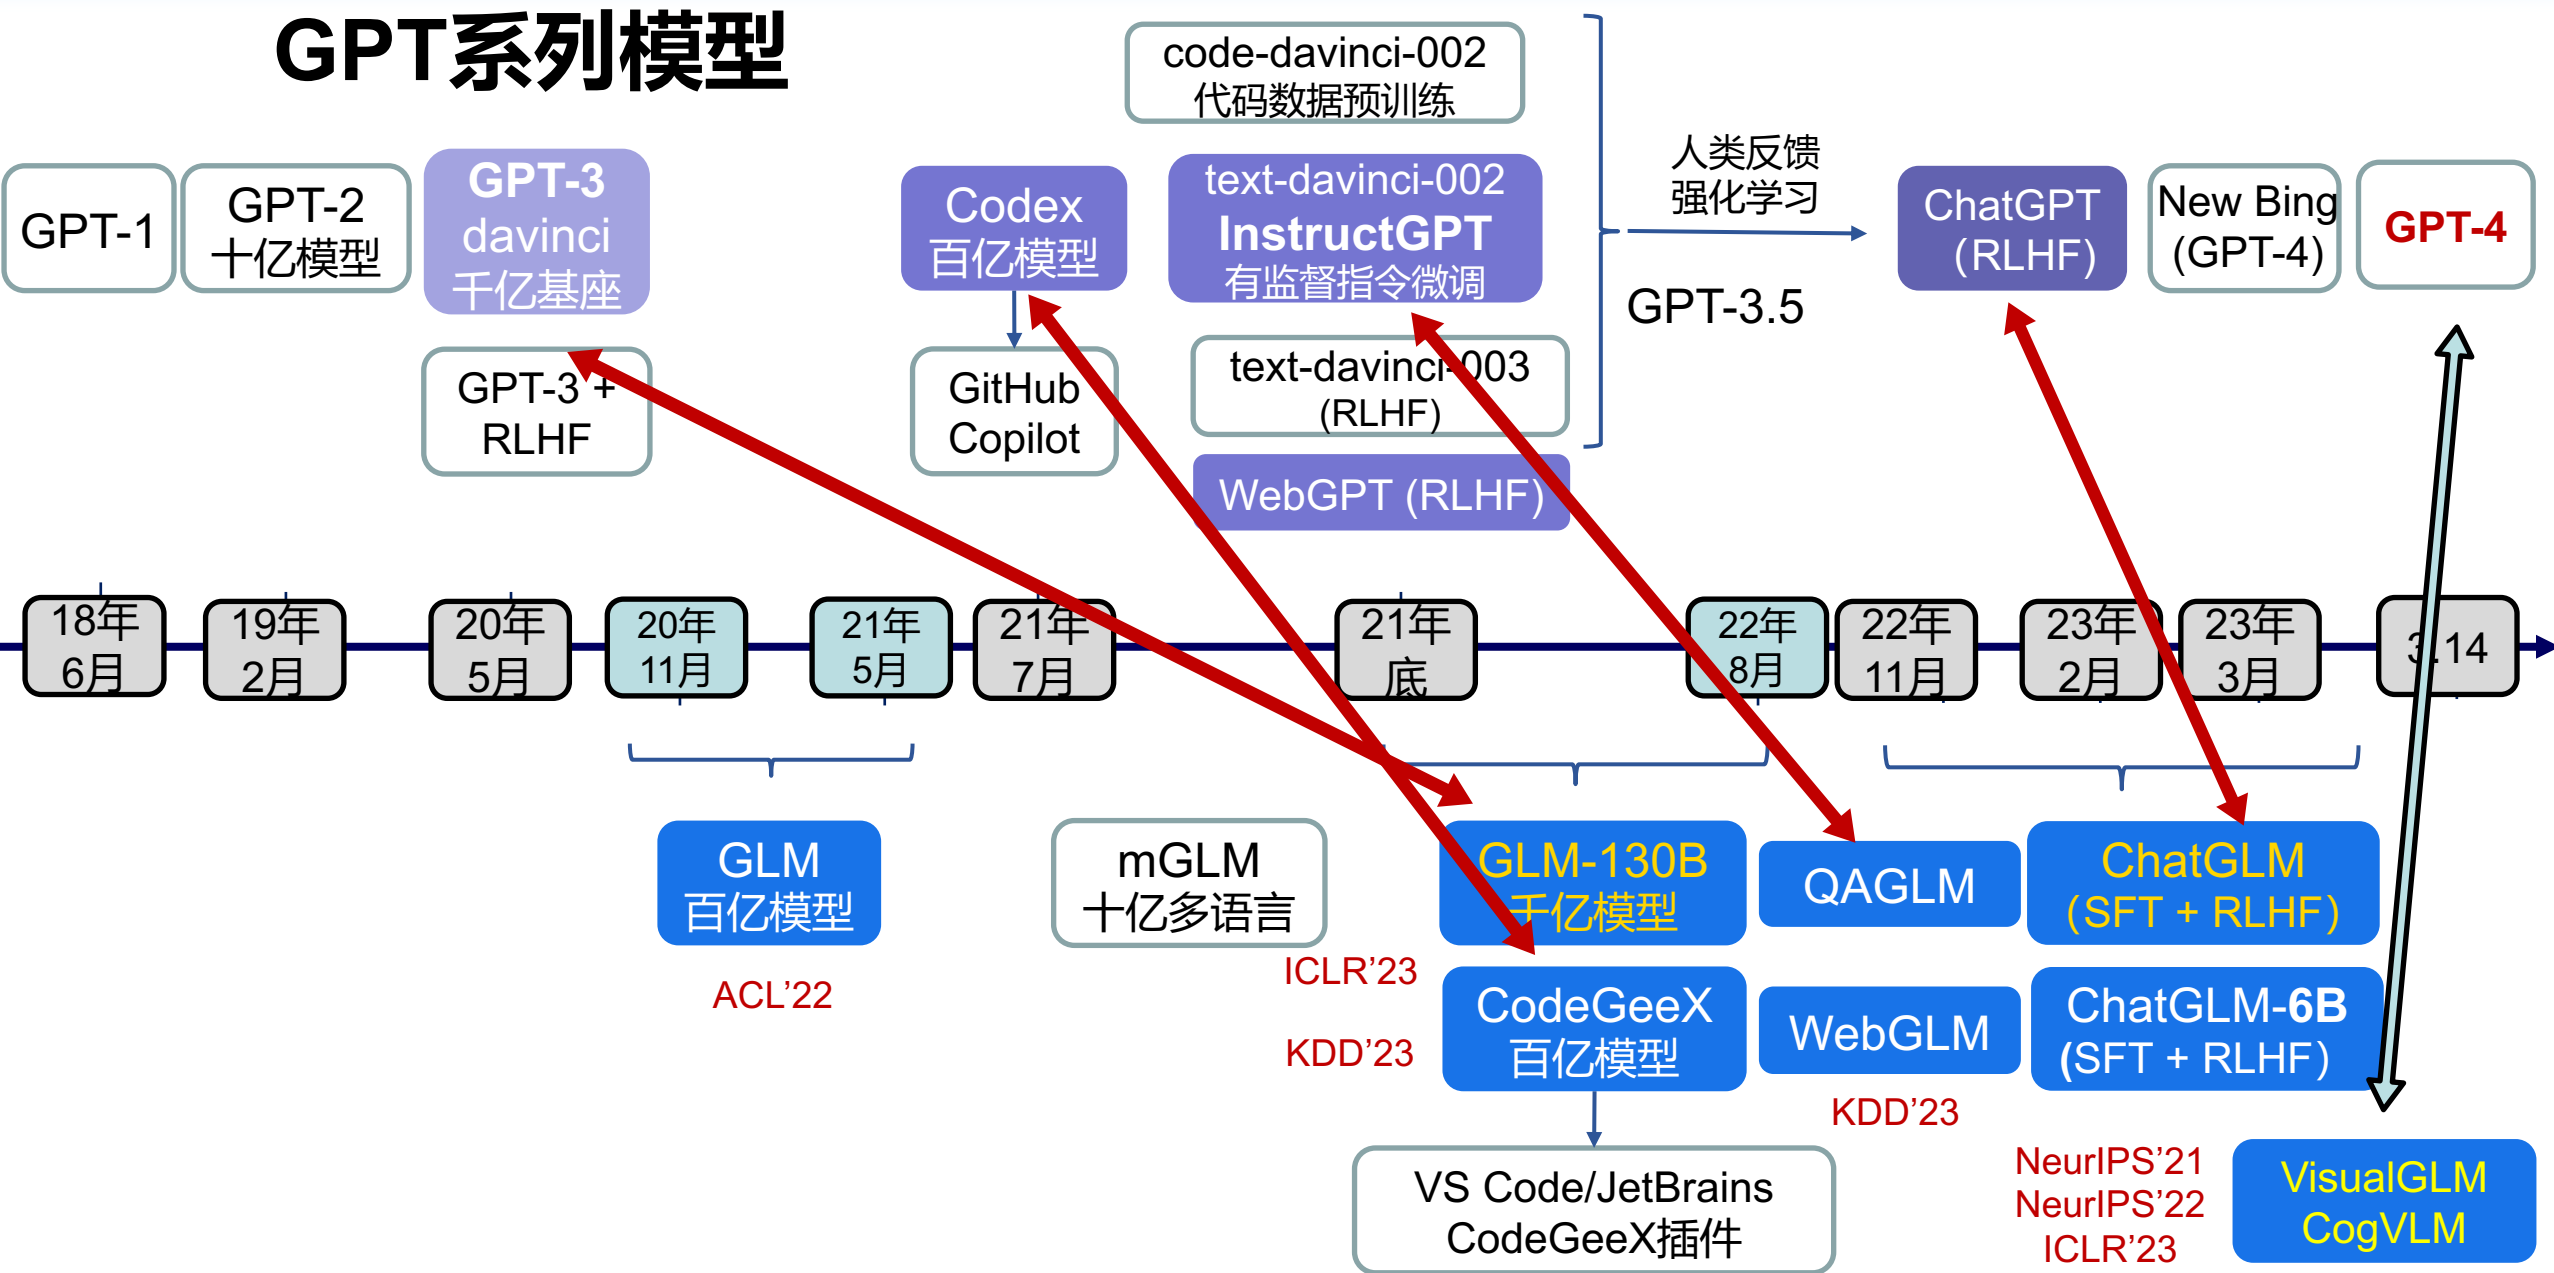 GPT系列模型
code-davinci-002
代码数据预训练
GPT-1
GPT-2
十亿模型
GPT-3
davinci
千亿基座
GPT-3 +
RLHF
Codex
百亿模型
GitHub
Copilot
text-davinci-002
InstructGPT
有监督指令微调
text-davinci-003
(RLHF)
WebGPT (RLHF)
人类反馈
强化学习
GPT-3.5
ChatGPT
(RLHF)
New Bing
(GPT-4)
GPT-4
18年
6月
19年
2月
20年
5月
20年
11月
21年
5月
21年
7月
21年
底
22年
8月
22年
11月
23年
2月
23年
3月
3.14
GLM
百亿模型
ACL’22
mGLM
十亿多语言
GLM-130B
千亿模型
ICLR’23
QAGLM
ChatGLM
(SFT + RLHF)
CodeGeeX
百亿模型
KDD’23
WebGLM
KDD’23
ChatGLM-6B
(SFT + RLHF)
VS Code/JetBrains
CodeGeeX插件
NeurIPS’21
NeurIPS’22
ICLR’23
VisualGLM
CogVLM